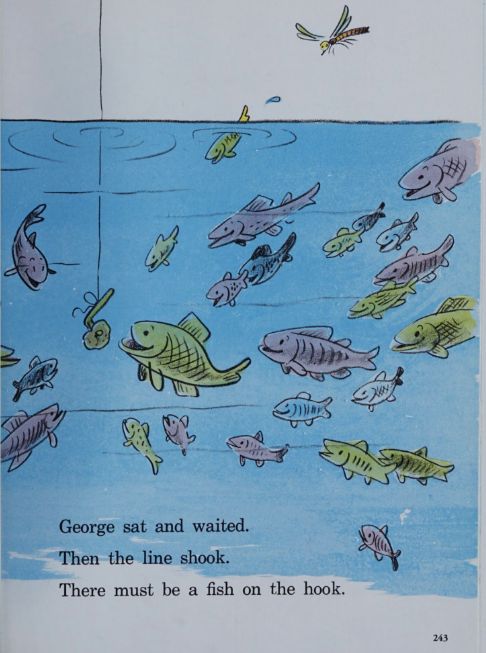 George sat and waited.
Then the line shook.
There must be a fish on the hook.
243